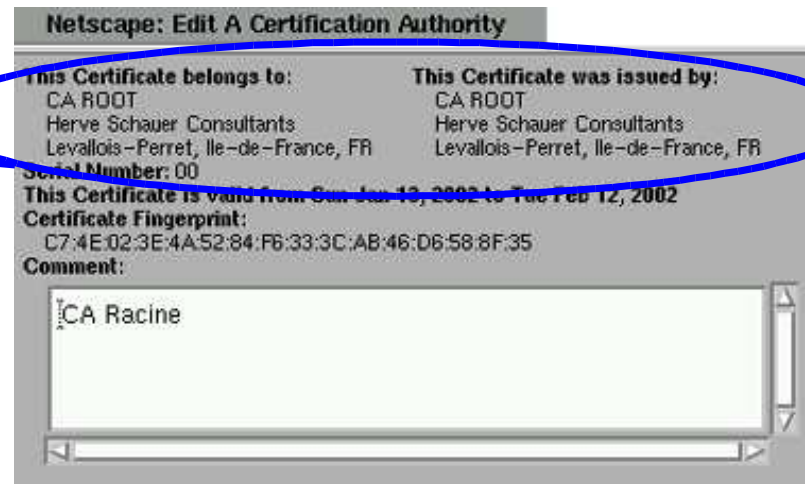 Netscape: Edit A Certification Authority
This Certificate belongs to: This Certificate was issued by:
CA ROOT CA ROOT
Herve Schauer Consultants Herve Schauer Consultants
Levallois-Perret, Ile-de-France, FR Levallois-Perret, Ile-de-France, FR
Serial Number: 00
This Certificate is valid from Sun Jan 13, 2002 to Tue Feb 12, 2002
Certificate Fingerprint:
C7:4E:02:3E:4A:52:84:F6:33:3C:AB:46:D6:58:8F:35
Comment:
CA Racine